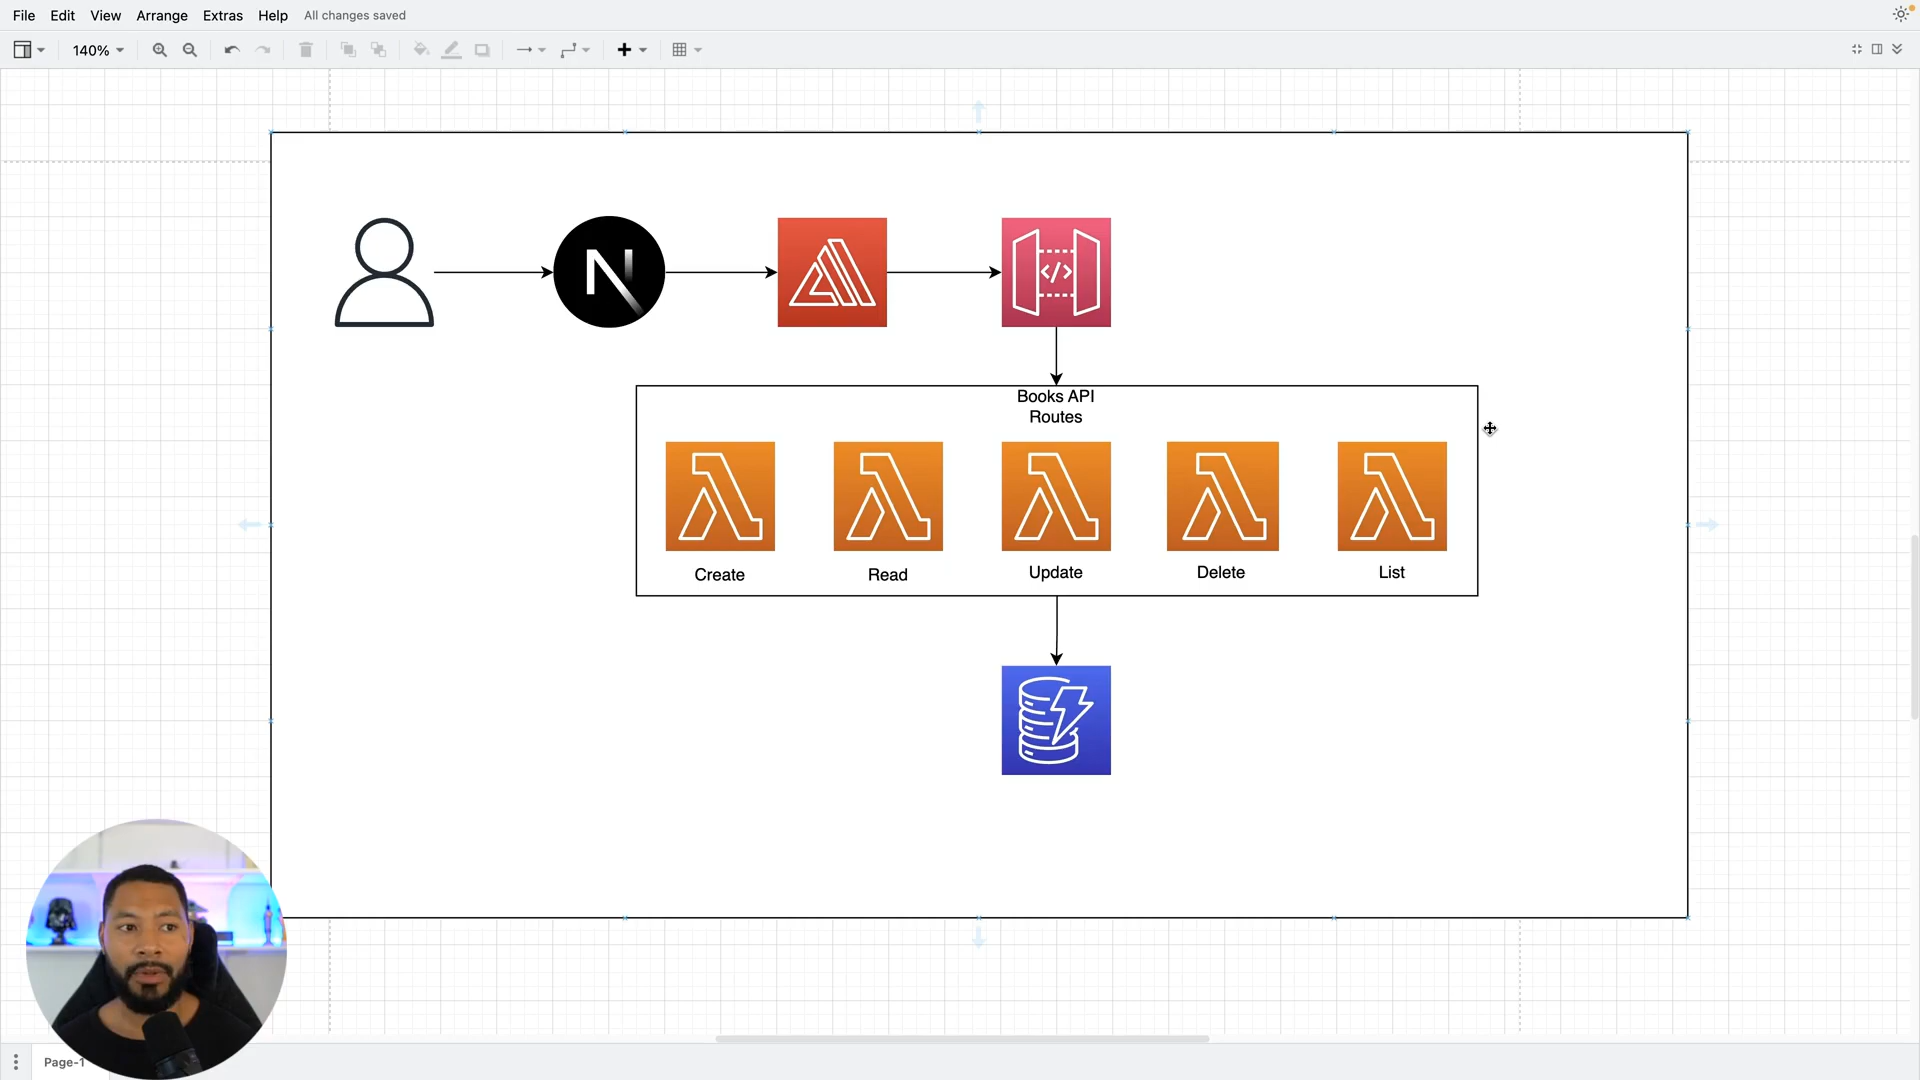 File Edit View Arrange Extras Help All changes saved
140%
Books API
Routes
Create Read Update Delete List
Page-1